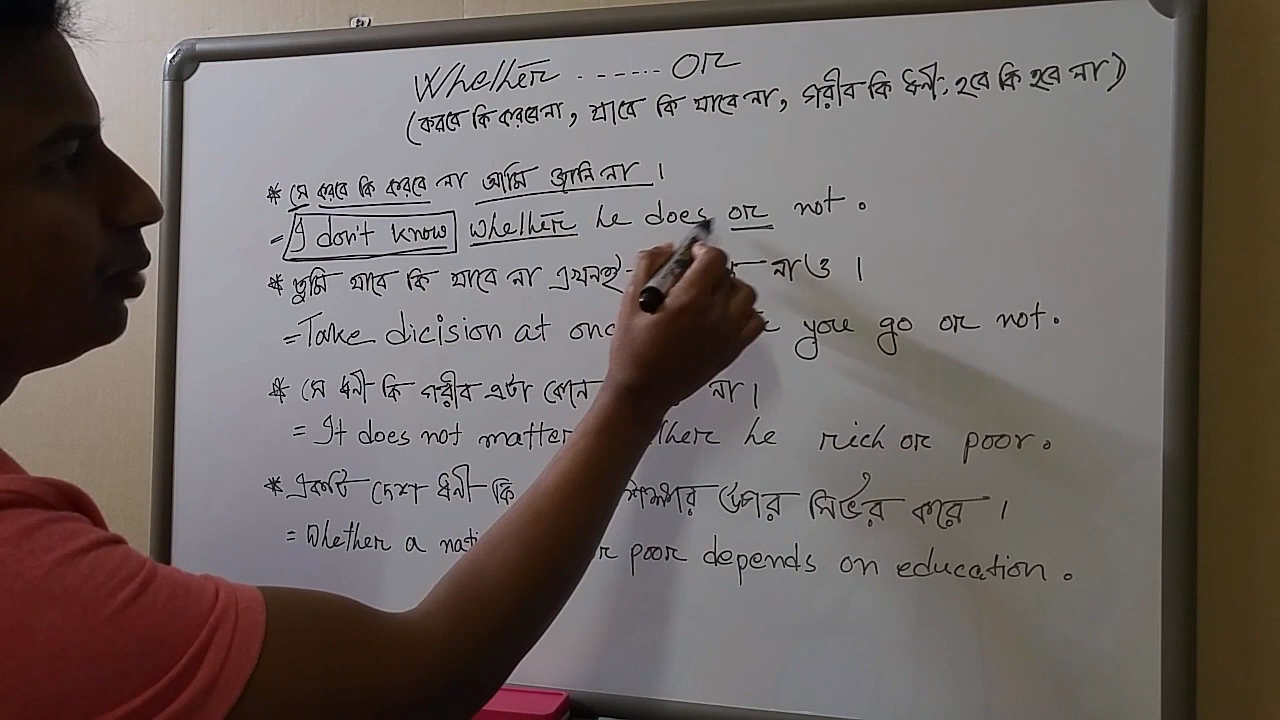 Whether ...... or
(করবে কি করবে না, যাবে কি যাবে না, গরীব কি ধনী, হবে কি হবে না)
* সে করবে কি করবে না আমি জানি না ।
= I don't know whether he does or not.
* তুমি যাবে কি যাবে না এখনই নাও ।
= Take dicision at you go or not.
* সে ধনী কি গরীব এটা কোন না ।
= It does not matter he rich or poor.
* একটি দেশ ধনী কি উপর নির্ভর করে ।
= Whether a poor depends on education.